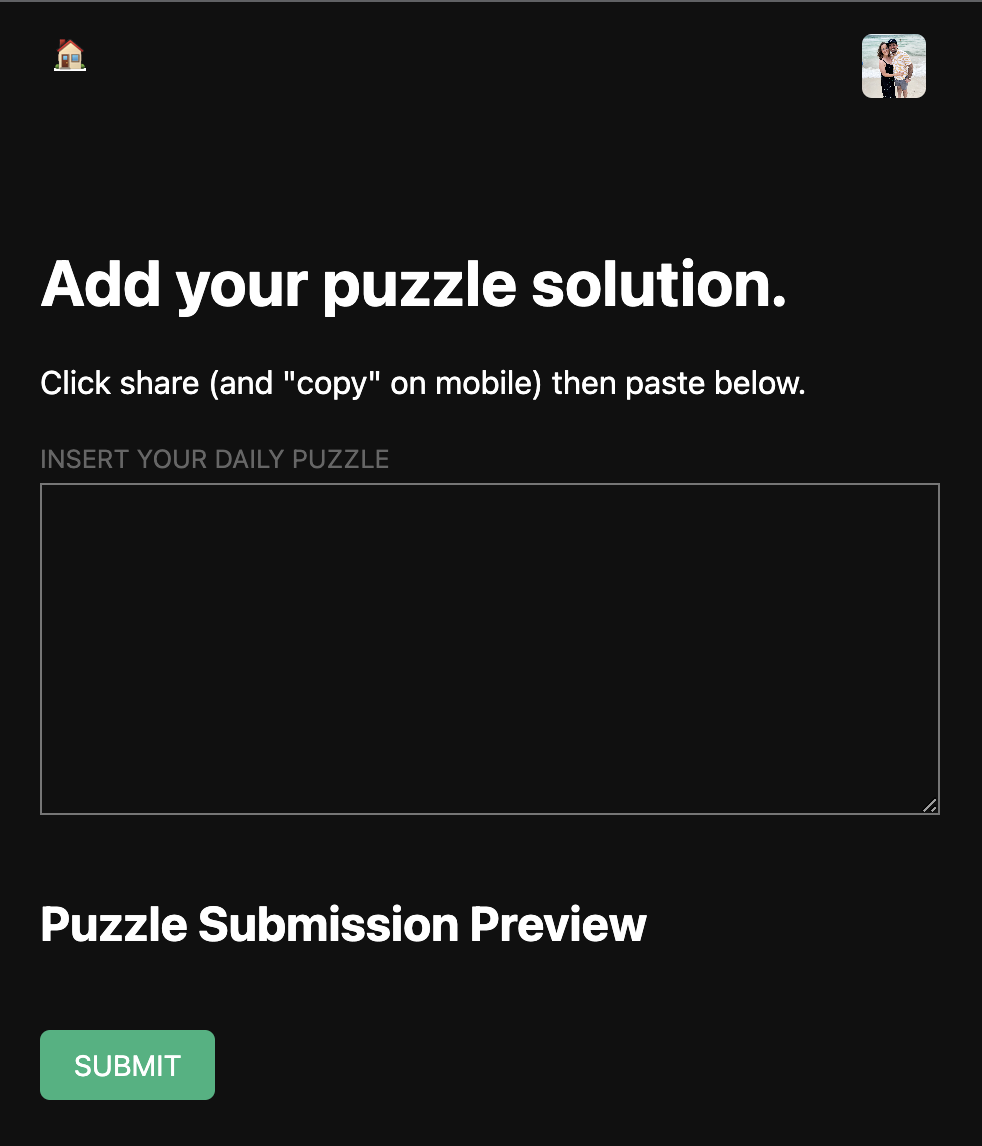 Add your puzzle solution.
Click share (and "copy" on mobile) then paste below.
INSERT YOUR DAILY PUZZLE
Puzzle Submission Preview
SUBMIT